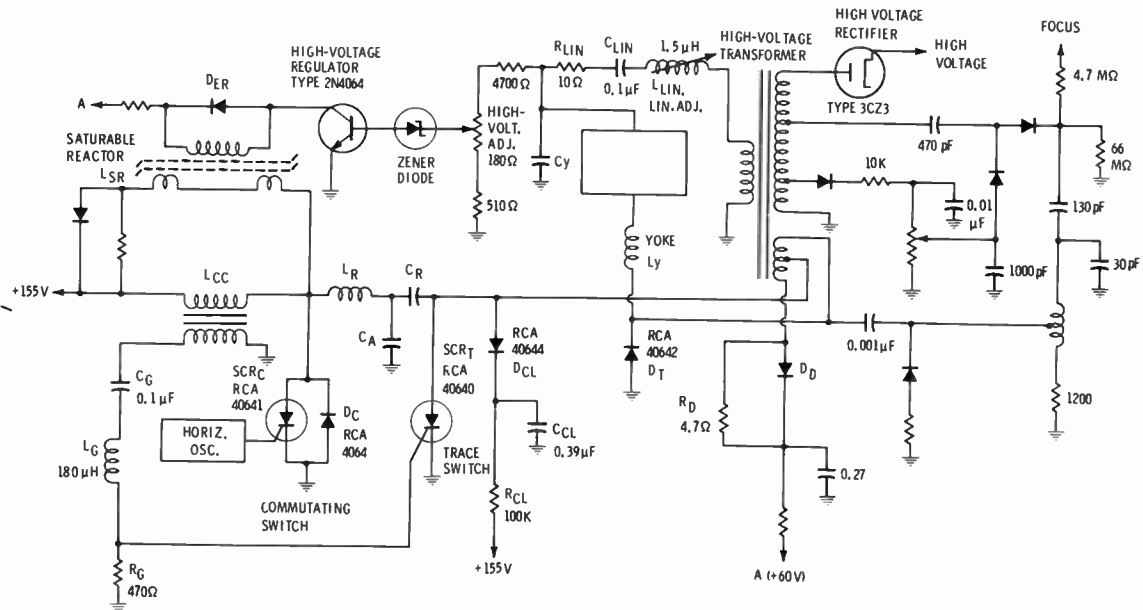 HIGH VOLTAGE
RECTIFIER
FOCUS
HIGH-VOLTAGE
REGULATOR
TYPE 2N4064
RLIN
10Ω
CLIN
0.1μF
1.5μH
LLIN.
LIN. ADJ.
HIGH-VOLTAGE
TRANSFORMER
HIGH
VOLTAGE
TYPE 3CZ3
4.7 MΩ
DER
A
4700Ω
HIGH-
VOLT.
ADJ.
180Ω
510Ω
ZENER
DIODE
Cy
470 pF
66
MΩ
SATURABLE
REACTOR
LSR
10K
0.01
μF
130 pF
1000 pF
30 pF
YOKE
Ly
+155V
LCC
LR
CR
CA
RCA
40644
DCL
RCA
40642
DT
0.001μF
SCRT
RCA
40640
TRACE
SWITCH
CG
0.1μF
SCRC
RCA
40641
HORIZ.
OSC.
DC
RCA
4064
LG
180μH
COMMUTATING
SWITCH
CCL
0.39μF
RCL
100K
+155V
RD
4.7Ω
DD
0.27
1200
RG
470Ω
A (+60V)